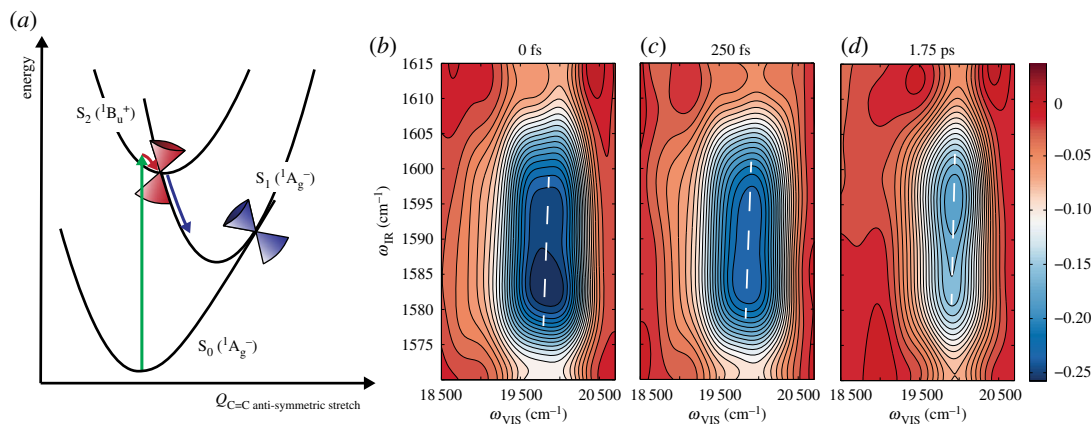 (a)
energy
S2 (1Bu+)
S1 (1Ag−)
S0 (1Ag−)
QC=C anti-symmetric stretch
(b)
0 fs
ωIR (cm−1)
1615
1605
1600
1595
1590
1585
1580
1575
18 500
19 500
20 500
ωVIS (cm−1)
(c)
250 fs
18 500
19 500
20 500
ωVIS (cm−1)
(d)
1.75 ps
18 500
19 500
20 500
ωVIS (cm−1)
0
−0.05
−0.10
−0.15
−0.20
−0.25